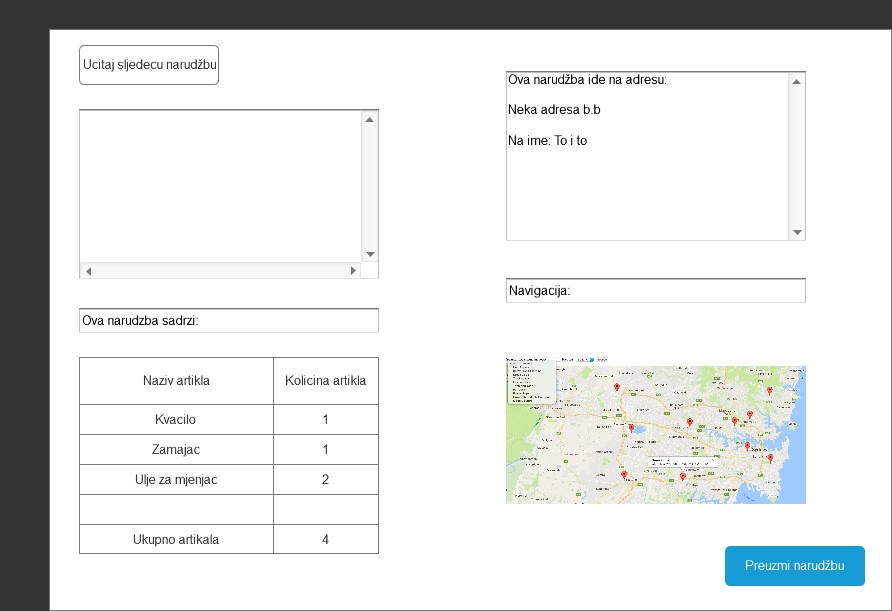 Ucitaj sljedecu narudžbu
Ova narudžba ide na adresu:
Neka adresa b.b
Na ime: To i to
Navigacija:
Ova narudzba sadrzi:
Naziv artikla Kolicina artikla
Kvacilo 1
Zamajac 1
Ulje za mjenjac 2
Ukupno artikala 4
Preuzmi narudžbu